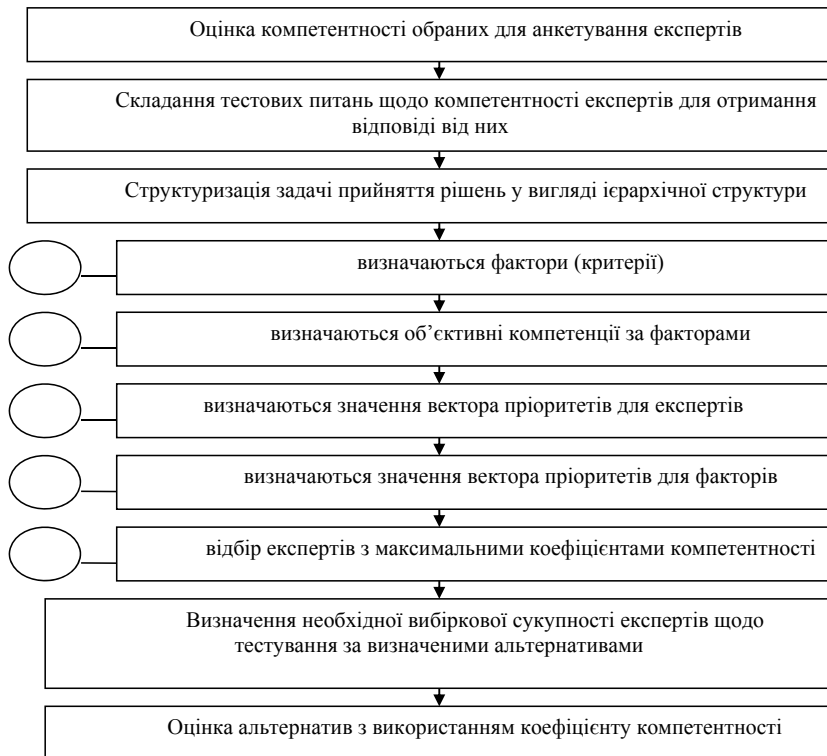 Оцінка компетентності обраних для анкетування експертів
Складання тестових питань щодо компетентності експертів для отримання
відповіді від них
Структуризація задачі прийняття рішень у вигляді ієрархічної структури
визначаються фактори (критерії)
визначаються об’єктивні компетенції за факторами
визначаються значення вектора пріоритетів для експертів
визначаються значення вектора пріоритетів для факторів
відбір експертів з максимальними коефіцієнтами компетентності
Визначення необхідної вибіркової сукупності експертів щодо
тестування за визначеними альтернативами
Оцінка альтернатив з використанням коефіцієнту компетентності